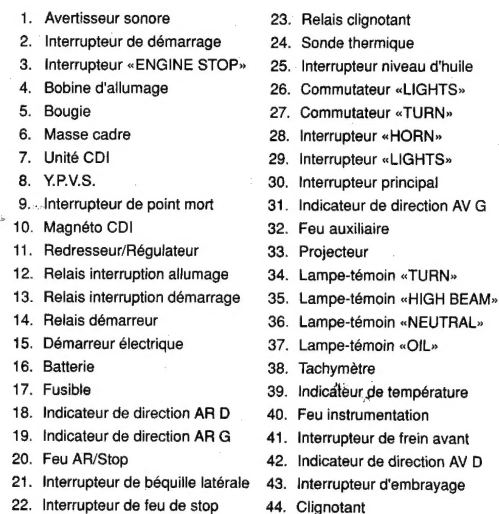 1. Avertisseur sonore
2. Interrupteur de démarrage
3. Interrupteur «ENGINE STOP»
4. Bobine d'allumage
5. Bougie
6. Masse cadre
7. Unité CDI
8. Y.P.V.S.
9. Interrupteur de point mort
10. Magnéto CDI
11. Redresseur/Régulateur
12. Relais interruption allumage
13. Relais interruption démarrage
14. Relais démarreur
15. Démarreur électrique
16. Batterie
17. Fusible
18. Indicateur de direction AR D
19. Indicateur de direction AR G
20. Feu AR/Stop
21. Interrupteur de béquille latérale
22. Interrupteur de feu de stop
23. Relais clignotant
24. Sonde thermique
25. Interrupteur niveau d'huile
26. Commutateur «LIGHTS»
27. Commutateur «TURN»
28. Interrupteur «HORN»
29. Interrupteur «LIGHTS»
30. Interrupteur principal
31. Indicateur de direction AV G
32. Feu auxiliaire
33. Projecteur
34. Lampe-témoin «TURN»
35. Lampe-témoin «HIGH BEAM»
36. Lampe-témoin «NEUTRAL»
37. Lampe-témoin «OIL»
38. Tachymètre
39. Indicateur de température
40. Feu instrumentation
41. Interrupteur de frein avant
42. Indicateur de direction AV D
43. Interrupteur d'embrayage
44. Clignotant